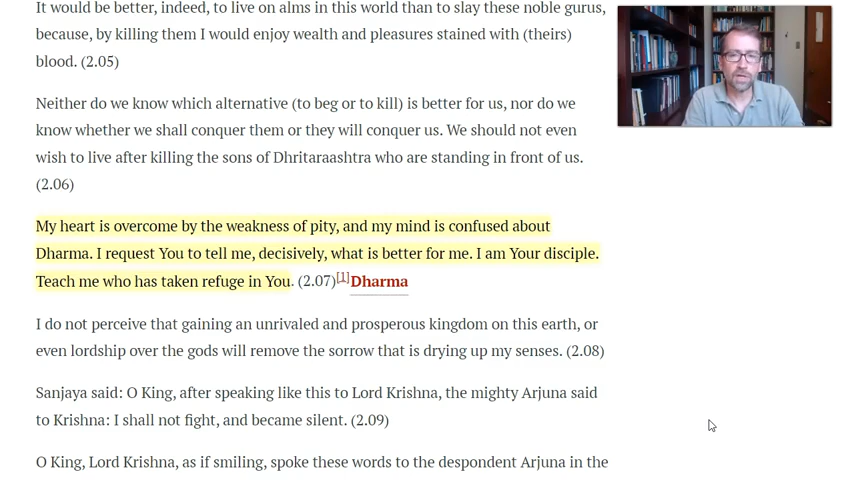 It would be better, indeed, to live on alms in this world than to slay these noble gurus,
because, by killing them I would enjoy wealth and pleasures stained with (theirs)
blood. (2.05)
Neither do we know which alternative (to beg or to kill) is better for us, nor do we
know whether we shall conquer them or they will conquer us. We should not even
wish to live after killing the sons of Dhritaraashtra who are standing in front of us.
(2.06)
My heart is overcome by the weakness of pity, and my mind is confused about
Dharma. I request You to tell me, decisively, what is better for me. I am Your disciple.
Teach me who has taken refuge in You. (2.07)[1]Dharma
I do not perceive that gaining an unrivaled and prosperous kingdom on this earth, or
even lordship over the gods will remove the sorrow that is drying up my senses. (2.08)
Sanjaya said: O King, after speaking like this to Lord Krishna, the mighty Arjuna said
to Krishna: I shall not fight, and became silent. (2.09)
O King, Lord Krishna, as if smiling, spoke these words to the despondent Arjuna in the